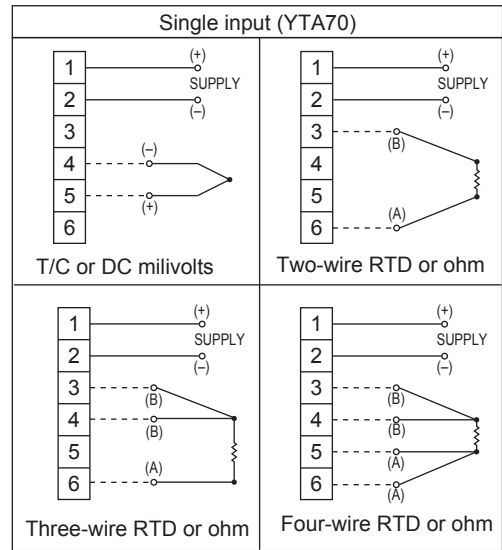 Single input (YTA70)
1
2
3
4
5
6
(+)
SUPPLY
(–)
(–)
(+)
T/C or DC milivolts
1
2
3
4
5
6
(+)
SUPPLY
(–)
(B)
(A)
Two-wire RTD or ohm
1
2
3
4
5
6
(+)
SUPPLY
(–)
(B)
(B)
(A)
Three-wire RTD or ohm
1
2
3
4
5
6
(+)
SUPPLY
(–)
(B)
(B)
(A)
(A)
Four-wire RTD or ohm